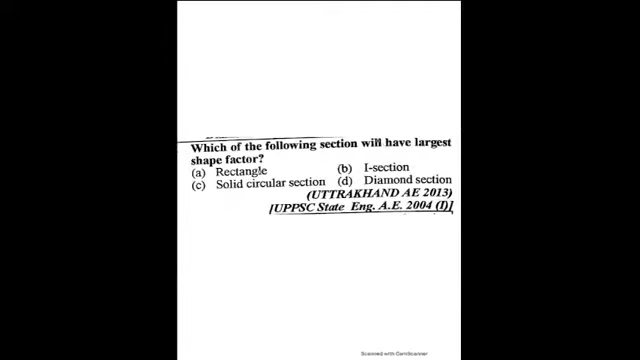 Which of the following section will have largest
shape factor?
(a) Rectangle (b) I-section
(c) Solid circular section (d) Diamond section
(UTTRAKHAND AE 2013)
[UPPSC State Eng. A.E. 2004 (I)]
Scanned with CamScanner